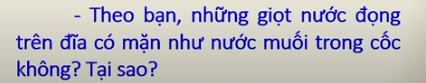 - Theo bạn, những giọt nước đọng
trên đĩa có mặn như nước muối trong cốc
không? Tại sao?